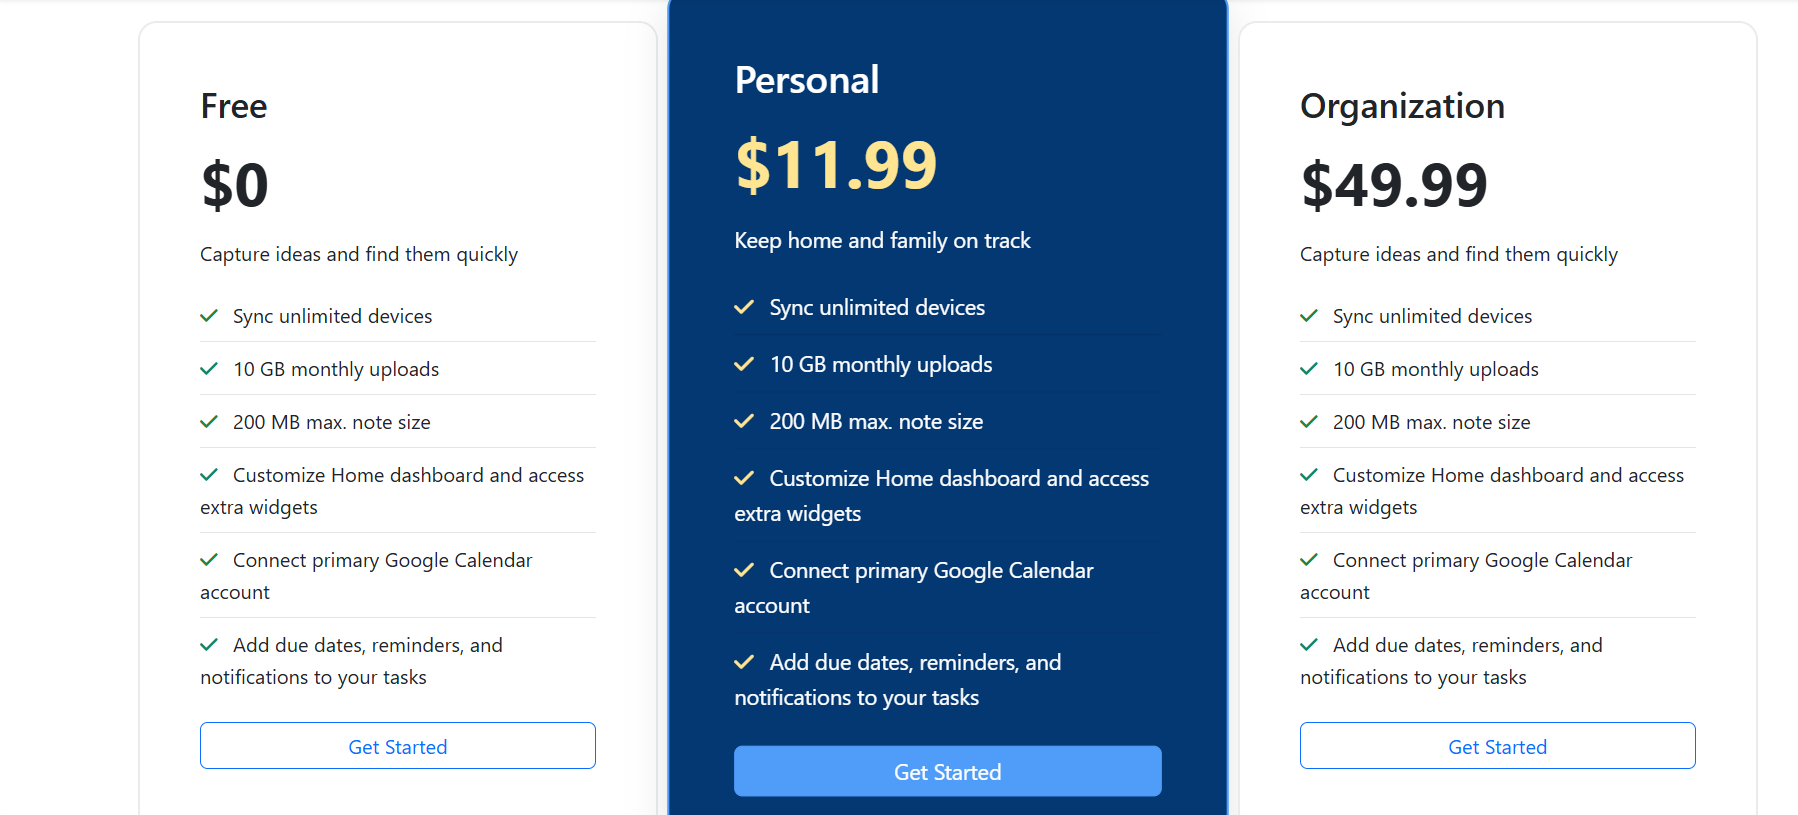 Free
$0
Capture ideas and find them quickly
Sync unlimited devices
10 GB monthly uploads
200 MB max. note size
Customize Home dashboard and access
extra widgets
Connect primary Google Calendar
account
Add due dates, reminders, and
notifications to your tasks
Get Started
Personal
$11.99
Keep home and family on track
Sync unlimited devices
10 GB monthly uploads
200 MB max. note size
Customize Home dashboard and access
extra widgets
Connect primary Google Calendar
account
Add due dates, reminders, and
notifications to your tasks
Get Started
Organization
$49.99
Capture ideas and find them quickly
Sync unlimited devices
10 GB monthly uploads
200 MB max. note size
Customize Home dashboard and access
extra widgets
Connect primary Google Calendar
account
Add due dates, reminders, and
notifications to your tasks
Get Started